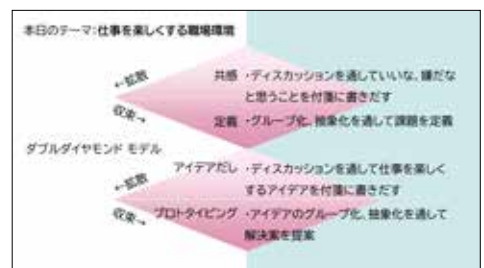 本日のテーマ:仕事を楽しくする職場環境
←拡散
共感 ・ディスカッションを通していいな、嫌だな
と思うことを付箋に書きだす
収束→
定義 ・グループ化、抽象化を通して課題を定義
ダブルダイヤモンド モデル
←拡散
アイデアだし ・ディスカッションを通して仕事を楽しく
するアイデアを付箋に書きだす
収束→
プロトタイピング ・アイデアのグループ化、抽象化を通して
解決案を提案